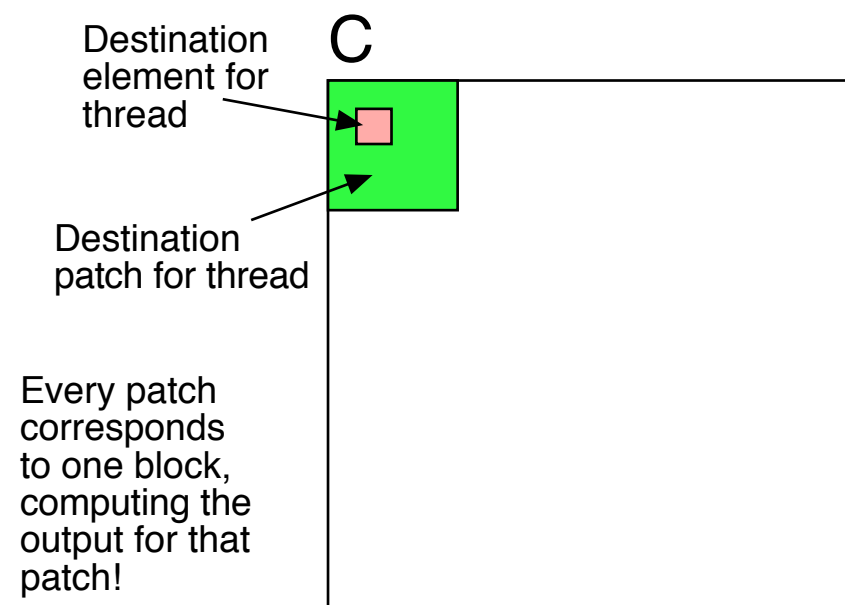 C
Destination
element for
thread
Destination
patch for thread
Every patch
corresponds
to one block,
computing the
output for that
patch!